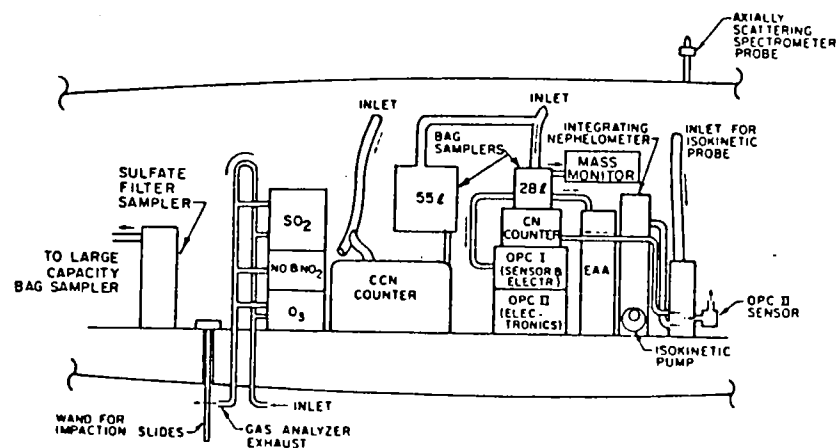 AXIALLY
SCATTERING
SPECTROMETER
PROBE
INLET
INLET
BAG
SAMPLERS
INTEGRATING
NEPHELOMETER
INLET FOR
ISOKINETIC
PROBE
MASS
MONITOR
SULFATE
FILTER
SAMPLER
SO2
55 ℓ
28 ℓ
CN
COUNTER
TO LARGE
CAPACITY
BAG SAMPLER
NO & NO2
CCN
COUNTER
OPC I
(SENSOR &
ELECTR)
EAA
O3
OPC II
(ELEC-
TRONICS)
OPC II
SENSOR
ISOKINETIC
PUMP
INLET
WAND FOR
IMPACTION SLIDES
GAS ANALYZER
EXHAUST